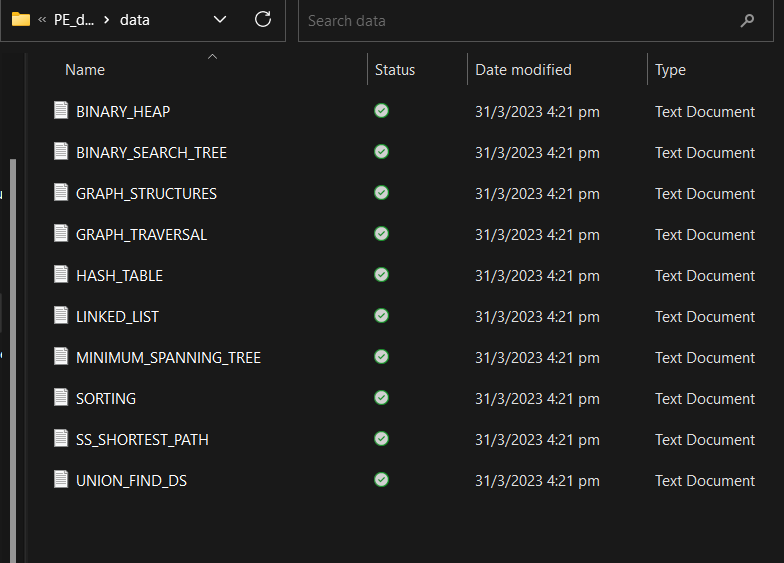 « PE_d... › data
Search data
Name Status Date modified Type
BINARY_HEAP 31/3/2023 4:21 pm Text Document
BINARY_SEARCH_TREE 31/3/2023 4:21 pm Text Document
GRAPH_STRUCTURES 31/3/2023 4:21 pm Text Document
GRAPH_TRAVERSAL 31/3/2023 4:21 pm Text Document
HASH_TABLE 31/3/2023 4:21 pm Text Document
LINKED_LIST 31/3/2023 4:21 pm Text Document
MINIMUM_SPANNING_TREE 31/3/2023 4:21 pm Text Document
SORTING 31/3/2023 4:21 pm Text Document
SS_SHORTEST_PATH 31/3/2023 4:21 pm Text Document
UNION_FIND_DS 31/3/2023 4:21 pm Text Document